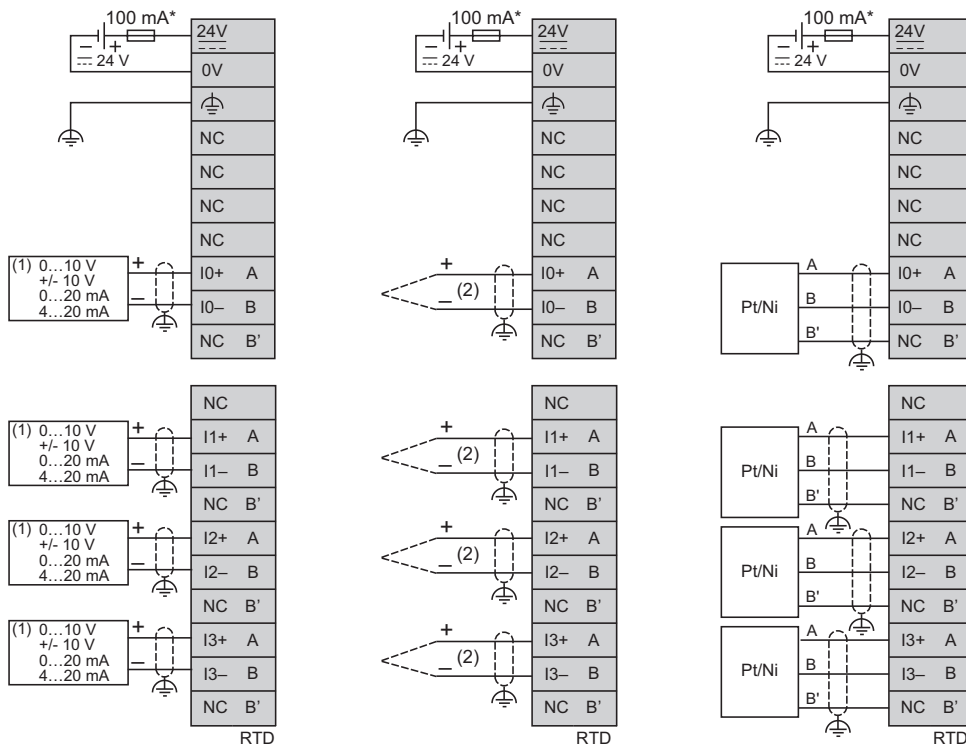 100 mA*
24V
– + 24 V
0V
NC
NC
NC
NC
(1) 0...10 V
+/- 10 V
0...20 mA
4...20 mA
+
–
I0+ A
I0– B
NC B'
NC
(1) 0...10 V
+/- 10 V
0...20 mA
4...20 mA
+
–
I1+ A
I1– B
NC B'
(1) 0...10 V
+/- 10 V
0...20 mA
4...20 mA
+
–
I2+ A
I2– B
NC B'
(1) 0...10 V
+/- 10 V
0...20 mA
4...20 mA
+
–
I3+ A
I3– B
NC B'
RTD
100 mA*
24V
– + 24 V
0V
NC
NC
NC
NC
+
– (2)
I0+ A
I0– B
NC B'
NC
+
– (2)
I1+ A
I1– B
NC B'
+
– (2)
I2+ A
I2– B
NC B'
+
– (2)
I3+ A
I3– B
NC B'
RTD
100 mA*
24V
– + 24 V
0V
NC
NC
NC
NC
Pt/Ni
A
B
B'
I0+ A
I0– B
NC B'
NC
Pt/Ni
A
B
B'
I1+ A
I1– B
NC B'
Pt/Ni
A
B
B'
I2+ A
I2– B
NC B'
Pt/Ni
A
B
B'
I3+ A
I3– B
NC B'
RTD